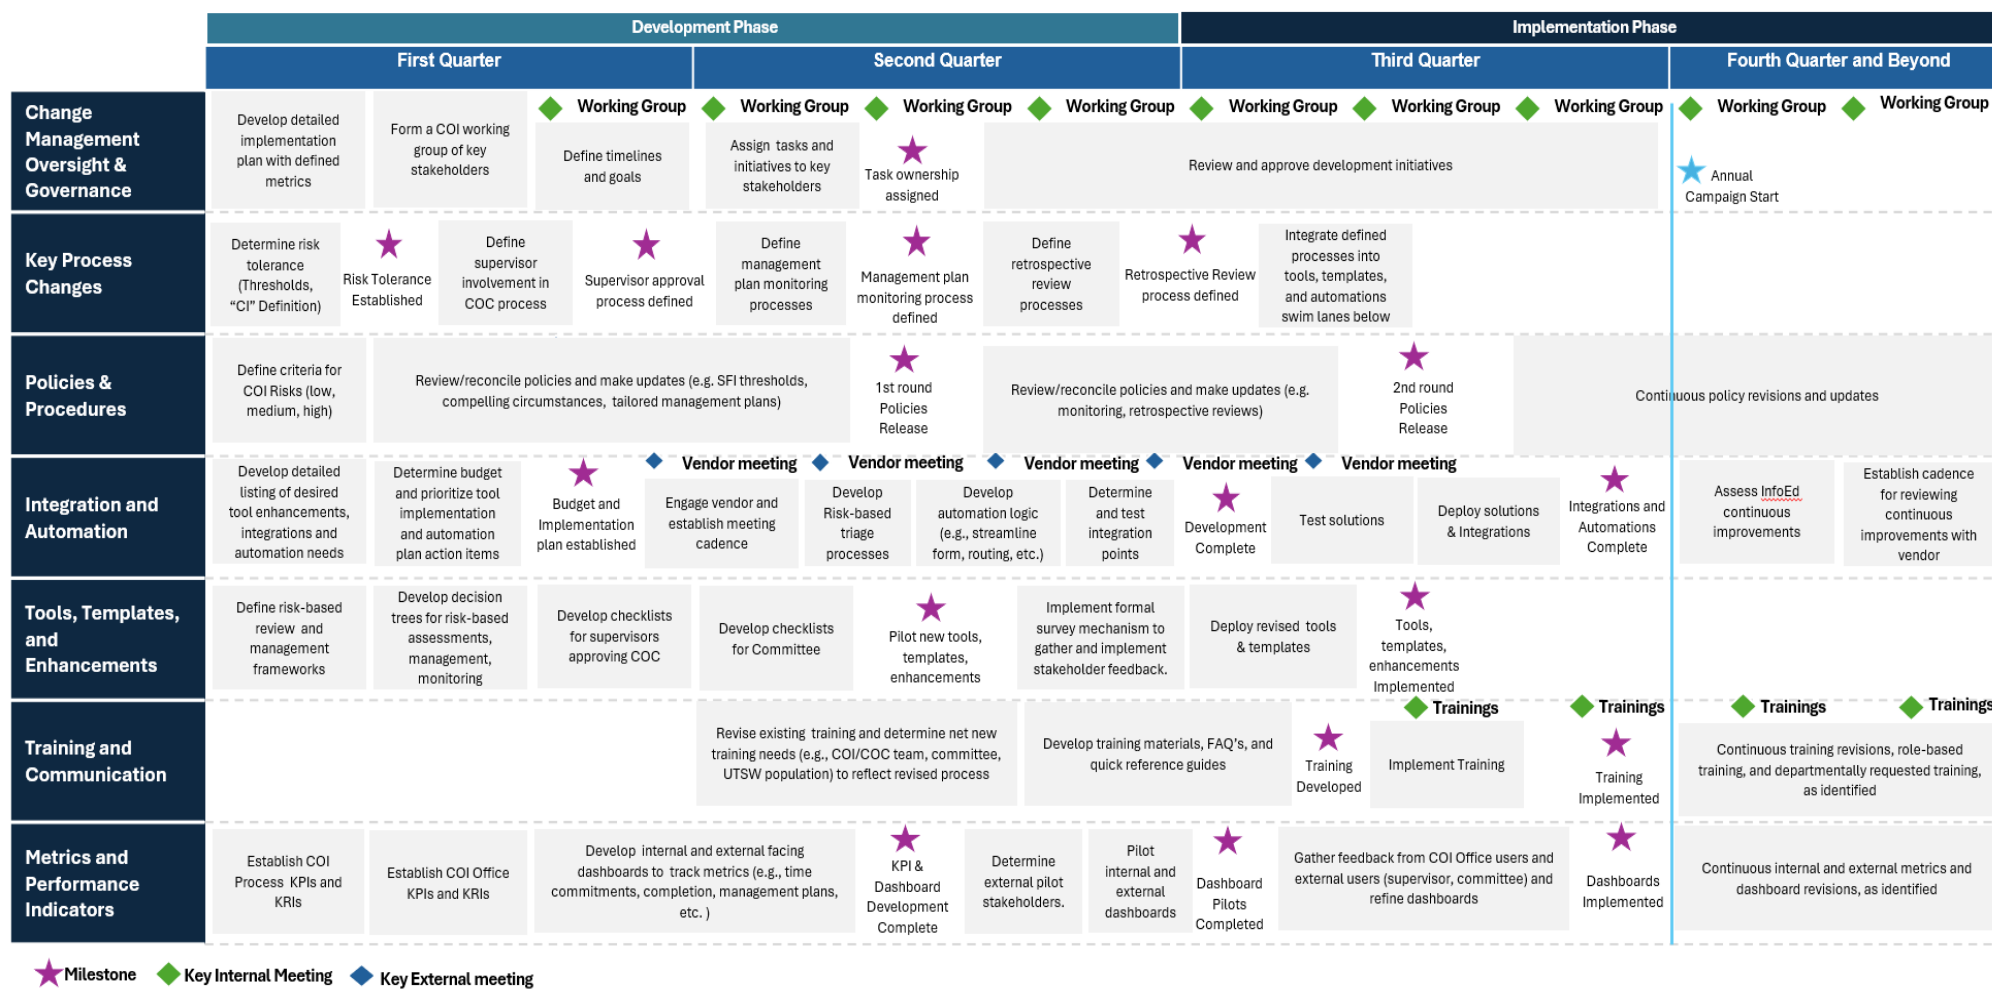 Development Phase
Implementation Phase
First Quarter
Second Quarter
Third Quarter
Fourth Quarter and Beyond
Change
Management
Oversight &
Governance
Develop detailed
implementation
plan with defined
metrics
Form a COI working
group of key
stakeholders
Working Group
Define timelines
and goals
Working Group
Assign tasks and
initiatives to key
stakeholders
Working Group
Task ownership
assigned
Working Group
Working Group
Working Group
Working Group
Review and approve development initiatives
Working Group
Working Group
Annual
Campaign Start
Key Process
Changes
Determine risk
tolerance
(Thresholds,
“CI” Definition)
Risk Tolerance
Established
Define
supervisor
involvement in
COC process
Supervisor approval
process defined
Define
management
plan monitoring
processes
Management plan
monitoring process
defined
Define
retrospective
review
processes
Retrospective Review
process defined
Integrate defined
processes into
tools, templates,
and automations
swim lanes below
Policies &
Procedures
Define criteria for
COI Risks (low,
medium, high)
Review/reconcile policies and make updates (e.g. SFI thresholds,
compelling circumstances, tailored management plans)
1st round
Policies
Release
Review/reconcile policies and make updates (e.g.
monitoring, retrospective reviews)
2nd round
Policies
Release
Continuous policy revisions and updates
Integration and
Automation
Develop detailed
listing of desired
tool enhancements,
integrations and
automation needs
Determine budget
and prioritize tool
implementation
and automation
plan action items
Budget and
Implementation
plan established
Vendor meeting
Vendor meeting
Vendor meeting
Vendor meeting
Vendor meeting
Engage vendor and
establish meeting
cadence
Develop
Risk-based
triage
processes
Develop
automation logic
(e.g., streamline
form, routing, etc.)
Determine
and test
integration
points
Development
Complete
Test solutions
Deploy solutions
& Integrations
Integrations and
Automations
Complete
Assess InfoEd
continuous
improvements
Establish cadence
for reviewing
continuous
improvements with
vendor
Tools, Templates,
and
Enhancements
Define risk-based
review and
management
frameworks
Develop decision
trees for risk-based
assessments,
management,
monitoring
Develop checklists
for supervisors
approving COC
Develop checklists
for Committee
Pilot new tools,
templates,
enhancements
Implement formal
survey mechanism to
gather and implement
stakeholder feedback.
Deploy revised tools
& templates
Tools,
templates,
enhancements
Implemented
Training and
Communication
Revise existing training and determine net new
training needs (e.g., COI/COC team, committee,
UTSW population) to reflect revised process
Develop training materials, FAQ’s, and
quick reference guides
Training
Developed
Trainings
Implement Training
Trainings
Training
Implemented
Trainings
Trainings
Continuous training revisions, role-based
training, and departmentally requested training,
as identified
Metrics and
Performance
Indicators
Establish COI
Process KPIs and
KRIs
Establish COI Office
KPIs and KRIs
Develop internal and external facing
dashboards to track metrics (e.g., time
commitments, completion, management plans,
etc. )
KPI &
Dashboard
Development
Complete
Determine
external pilot
stakeholders.
Pilot
internal and
external
dashboards
Dashboard
Pilots
Completed
Gather feedback from COI Office users and
external users (supervisor, committee) and
refine dashboards
Dashboards
Implemented
Continuous internal and external metrics and
dashboard revisions, as identified
Milestone
Key Internal Meeting
Key External meeting